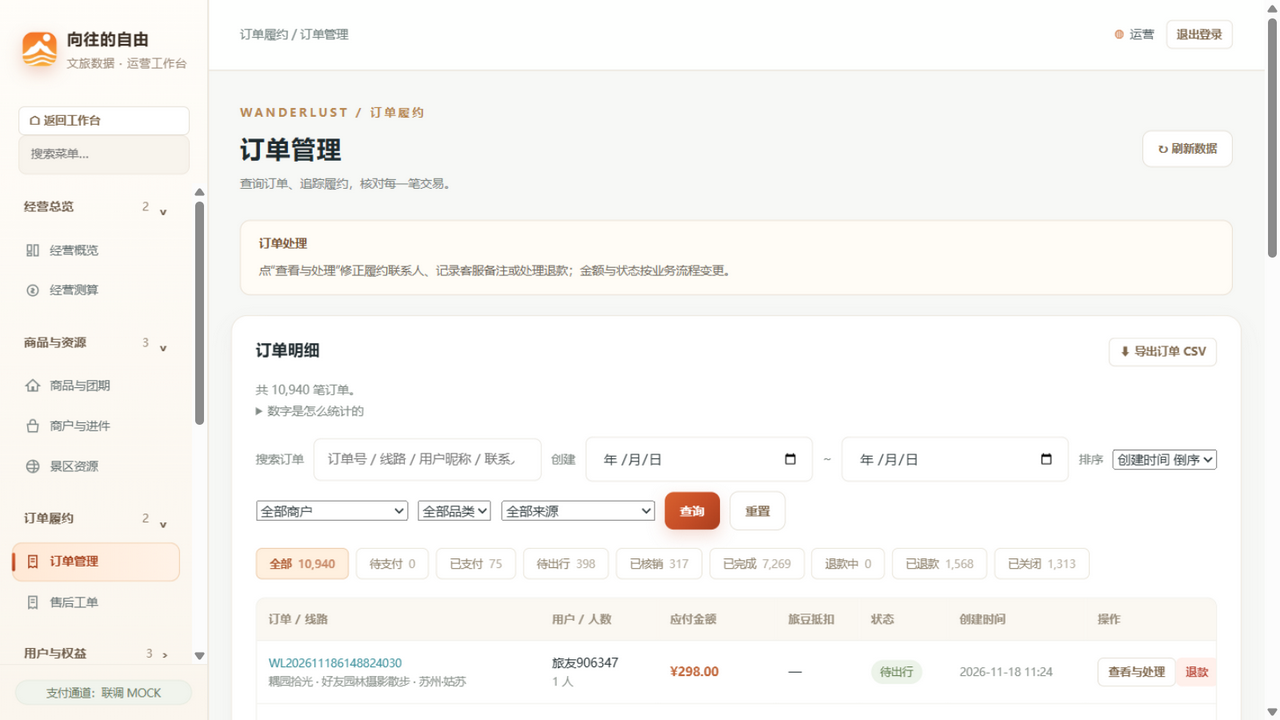 向往的自由
文旅数据 · 运营工作台
返回工作台
搜索菜单...
经营总览 2
经营概览
经营测算
商品与资源 3
商品与团期
商户与进件
景区资源
订单履约 2
订单管理
售后工单
用户与权益 3
支付通道：联调 MOCK
订单履约 / 订单管理
运营 退出登录
WANDERLUST / 订单履约
订单管理
↻ 刷新数据
查询订单、追踪履约，核对每一笔交易。
订单处理
点“查看与处理”修正履约联系人、记录客服备注或处理退款；金额与状态按业务流程变更。
订单明细
⬇ 导出订单 CSV
共 10,940 笔订单。
▶ 数字是怎么统计的
搜索订单 订单号 / 线路 / 用户昵称 / 联系 创建 年 /月/日 ~ 年 /月/日 排序 创建时间 倒序
全部商户 全部品类 全部来源 查询 重置
全部 10,940 待支付 0 已支付 75 待出行 398 已核销 317 已完成 7,269 退款中 0 已退款 1,568 已关闭 1,313
订单 / 线路 用户 / 人数 应付金额 旅豆抵扣 状态 创建时间 操作
WL202611186148824030 旅友906347 ¥298.00 — 待出行 2026-11-18 11:24 查看与处理 退款
耦园拾光 · 好友园林摄影散步 · 苏州·姑苏 1 人